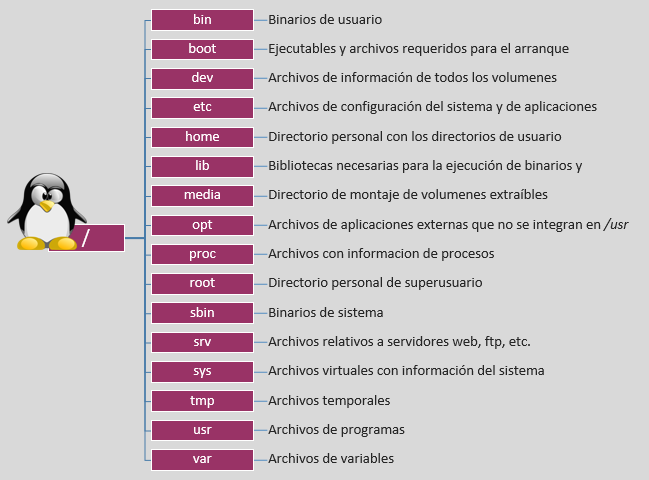 /
bin Binarios de usuario
boot Ejecutables y archivos requeridos para el arranque
dev Archivos de información de todos los volumenes
etc Archivos de configuración del sistema y de aplicaciones
home Directorio personal con los directorios de usuario
lib Bibliotecas necesarias para la ejecución de binarios y
media Directorio de montaje de volumenes extraíbles
opt Archivos de aplicaciones externas que no se integran en /usr
proc Archivos con informacion de procesos
root Directorio personal de superusuario
sbin Binarios de sistema
srv Archivos relativos a servidores web, ftp, etc.
sys Archivos virtuales con información del sistema
tmp Archivos temporales
usr Archivos de programas
var Archivos de variables